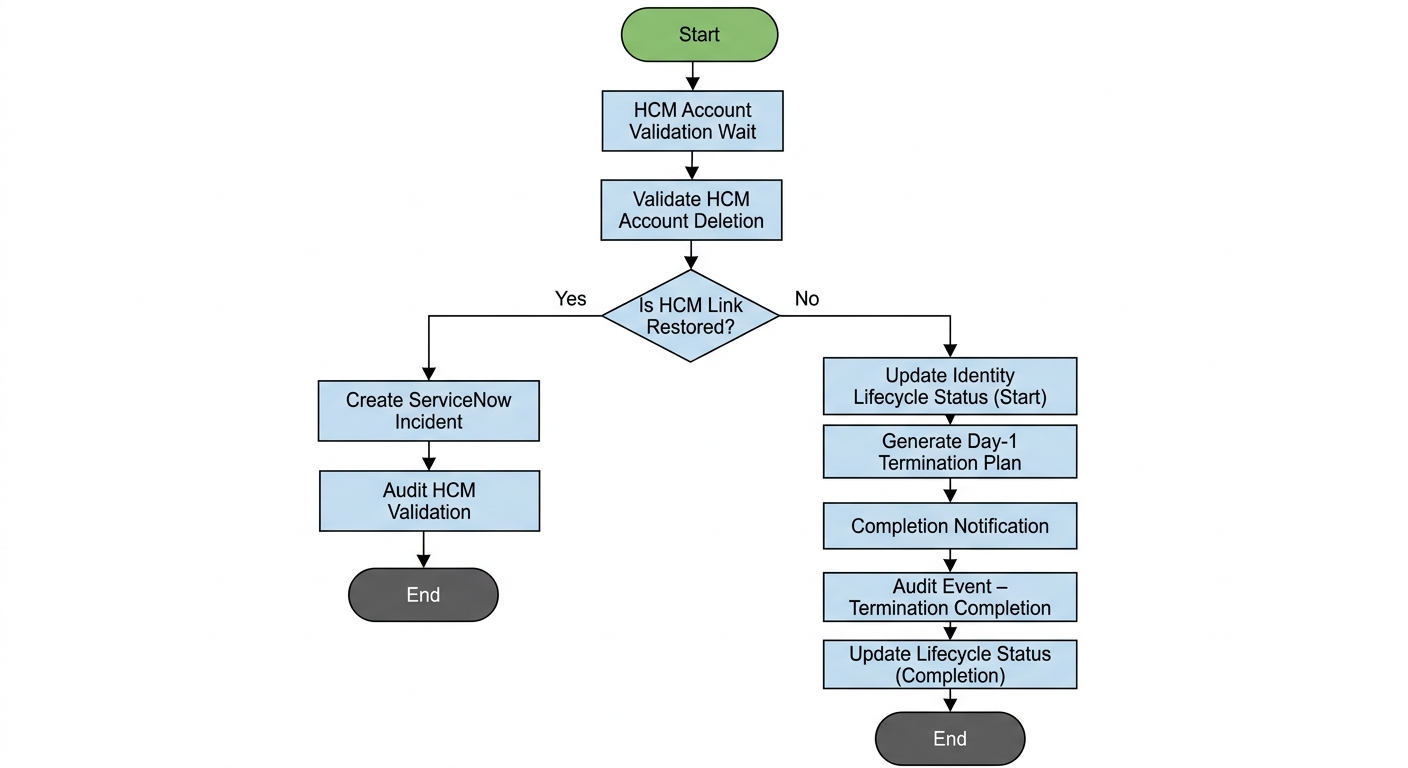 Start
HCM Account
Validation Wait
Validate HCM
Account Deletion
Is HCM Link
Restored?
Yes
No
Create ServiceNow
Incident
Audit HCM
Validation
End
Update Identity
Lifecycle Status (Start)
Generate Day-1
Termination Plan
Completion Notification
Audit Event –
Termination Completion
Update Lifecycle Status
(Completion)
End